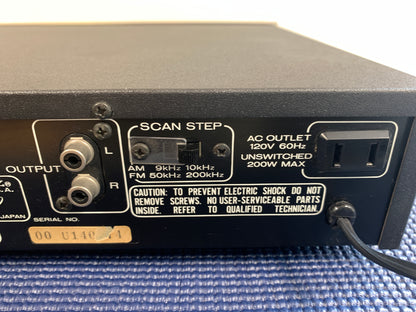 SCAN STEP
L
OUTPUT
R
AM 9kHz 10kHz
FM 50kHz 200kHz
AC OUTLET
120V 60Hz
UNSWITCHED
200W MAX
CAUTION: TO PREVENT ELECTRIC SHOCK DO NOT
REMOVE SCREWS. NO USER-SERVICEABLE PARTS
INSIDE. REFER TO QUALIFIED TECHNICIAN.
JAPAN
SERIAL NO.